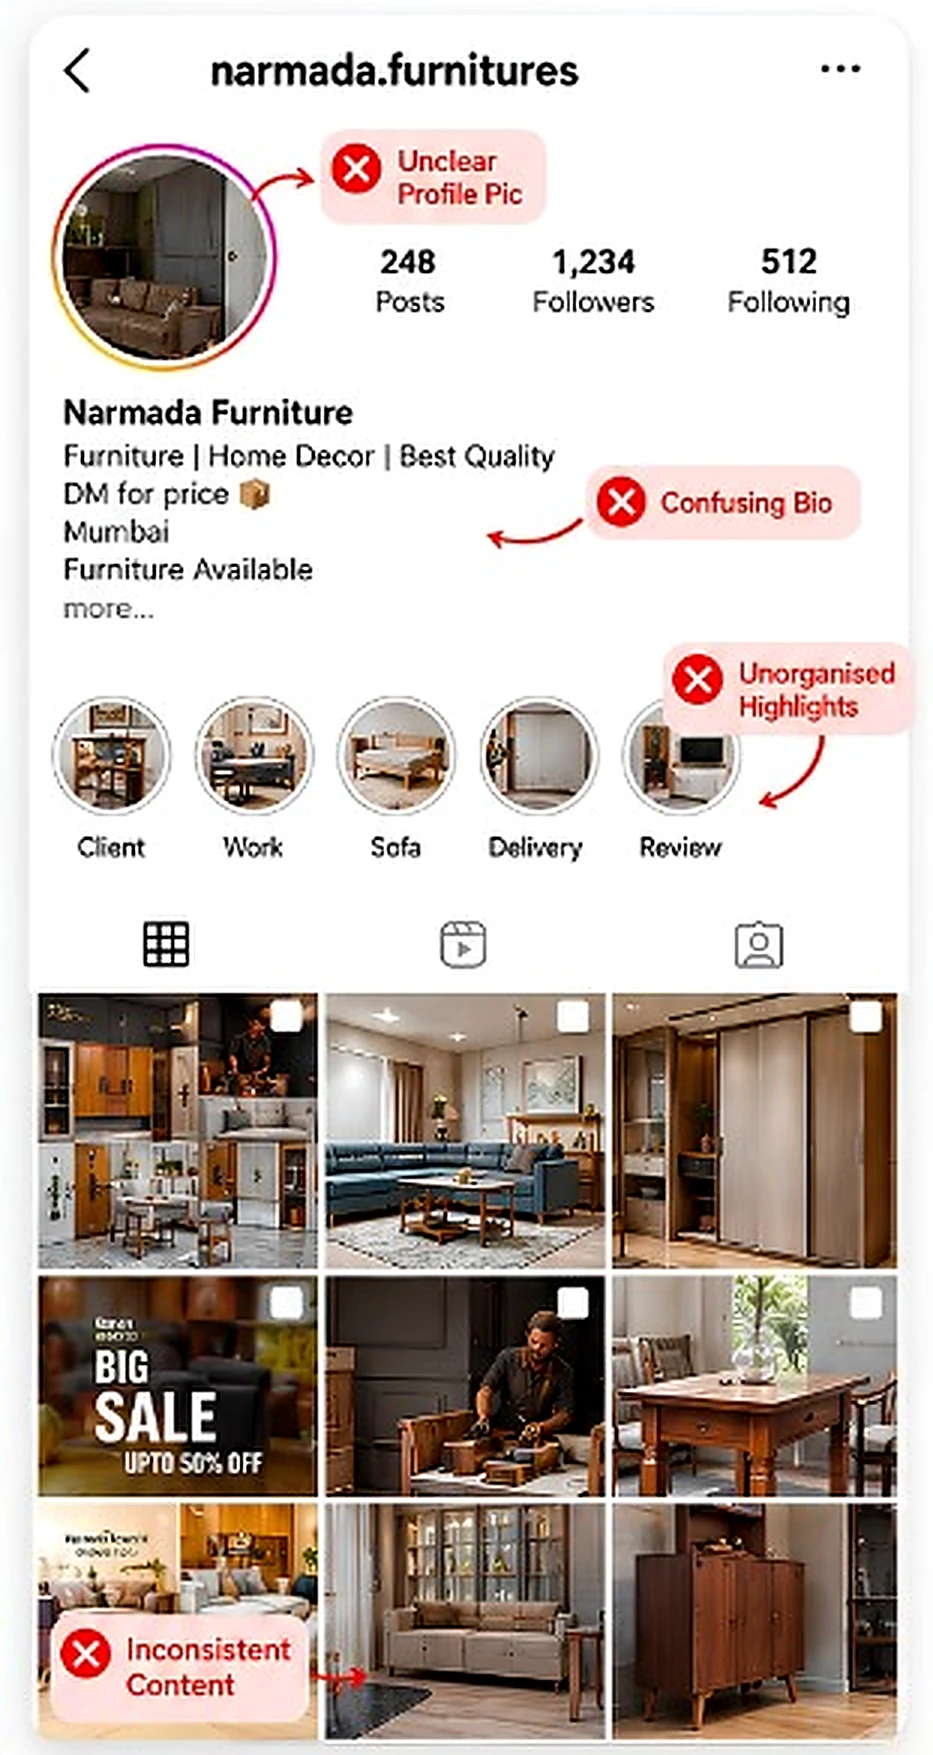 narmada.furnitures
Unclear
Profile Pic
248
1,234
512
Posts
Followers
Following
Narmada Furniture
Furniture | Home Decor | Best Quality
DM for price 📦
Confusing Bio
Mumbai
Furniture Available
more...
Unorganised
Highlights
Client
Work
Sofa
Delivery
Review
BIG
SALE
UPTO 50% OFF
Inconsistent
Content